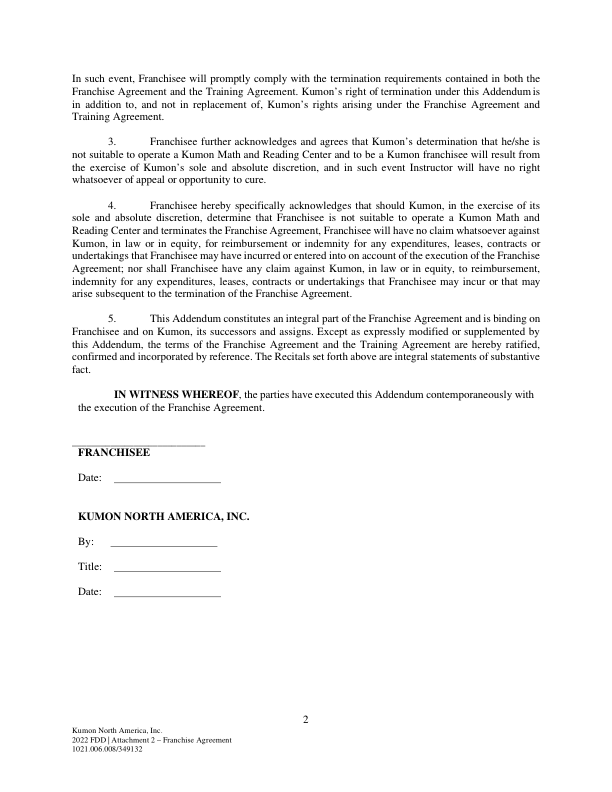 In such event, Franchisee will promptly comply with the termination requirements contained in both the
Franchise Agreement and the Training Agreement. Kumon's right of termination under this Addendum is
in addition to, and not in replacement of, Kumon's rights arising under the Franchise Agreement and
Training Agreement.
3. Franchisee further acknowledges and agrees that Kumon's determination that he/she is
not suitable to operate a Kumon Math and Reading Center and to be a Kumon franchisee will result from
the exercise of Kumon's sole and absolute discretion, and in such event Instructor will have no right
whatsoever of appeal or opportunity to cure.
4. Franchisee hereby specifically acknowledges that should Kumon, in the exercise of its
sole and absolute discretion, determine that Franchisee is not suitable to operate a Kumon Math and
Reading Center and terminates the Franchise Agreement, Franchisee will have no claim whatsoever against
Kumon, in law or in equity, for reimbursement or indemnity for any expenditures, leases, contracts or
undertakings that Franchisee may have incurred or entered into on account of the execution of the Franchise
Agreement; nor shall Franchisee have any claim against Kumon, in law or in equity, to reimbursement,
indemnity for any expenditures, leases, contracts or undertakings that Franchisee may incur or that may
arise subsequent to the termination of the Franchise Agreement.
5. This Addendum constitutes an integral part of the Franchise Agreement and is binding on
Franchisee and on Kumon, its successors and assigns. Except as expressly modified or supplemented by
this Addendum, the terms of the Franchise Agreement and the Training Agreement are hereby ratified,
confirmed and incorporated by reference. The Recitals set forth above are integral statements of substantive
fact.
IN WITNESS WHEREOF, the parties have executed this Addendum contemporaneously with
the execution of the Franchise Agreement.
_________________________
FRANCHISEE
Date: ____________________
KUMON NORTH AMERICA, INC.
By: ____________________
Title: ____________________
Date: ____________________
2
Kumon North America, Inc.
2022 FDD | Attachment 2 – Franchise Agreement
1021.006.008/349132